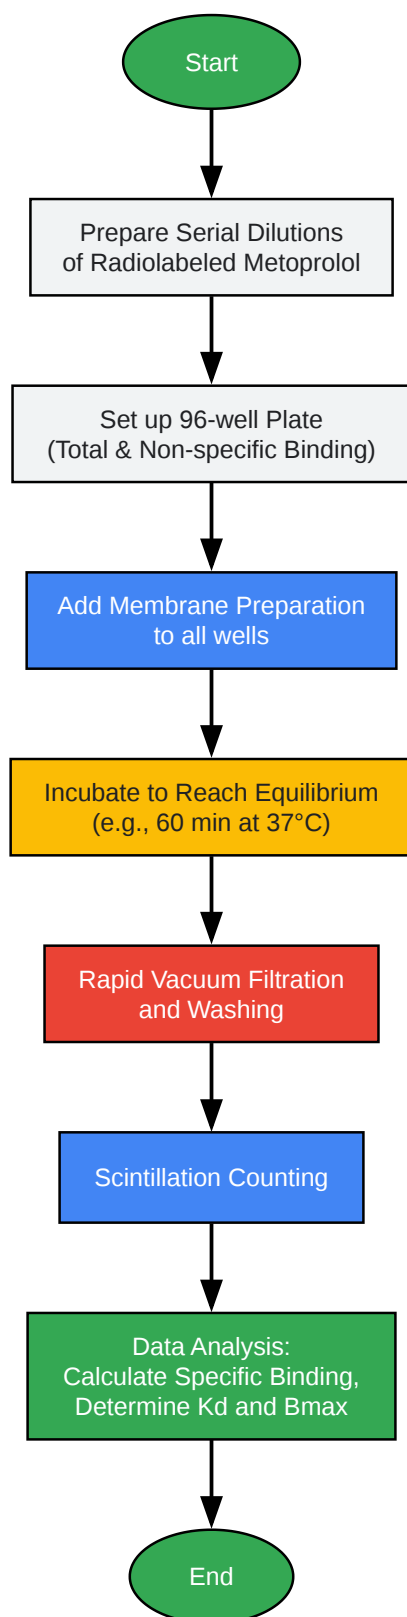 Start
Prepare Serial Dilutions
of Radiolabeled Metoprolol
Set up 96-well Plate
(Total & Non-specific Binding)
Add Membrane Preparation
to all wells
Incubate to Reach Equilibrium
(e.g., 60 min at 37°C)
Rapid Vacuum Filtration
and Washing
Scintillation Counting
Data Analysis:
Calculate Specific Binding,
Determine Kd and Bmax
End